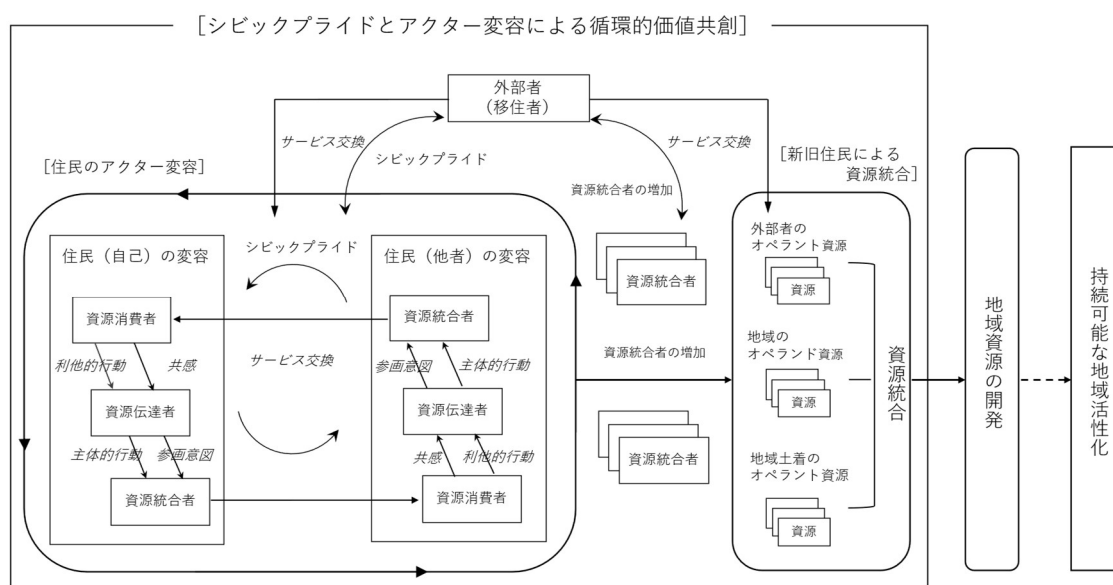 [シビックプライドとアクター変容による循環的価値共創]
外部者
（移住者）
サービス交換
シビックプライド
サービス交換
[住民のアクター変容]
資源統合者の増加
[新旧住民による
資源統合]
住民（自己）の変容
シビックプライド
住民（他者）の変容
資源統合者
外部者の
オペラント資源
資源
資源消費者
資源統合者
利他的行動
共感
サービス交換
参画意図
主体的行動
資源統合者の増加
地域の
オペランド資源
資源
資源伝達者
資源伝達者
主体的行動
参画意図
共感
利他的行動
資源統合者
地域土着の
オペラント資源
資源
資源統合者
資源消費者
資源統合
地域資源の開発
持続可能な地域活性化